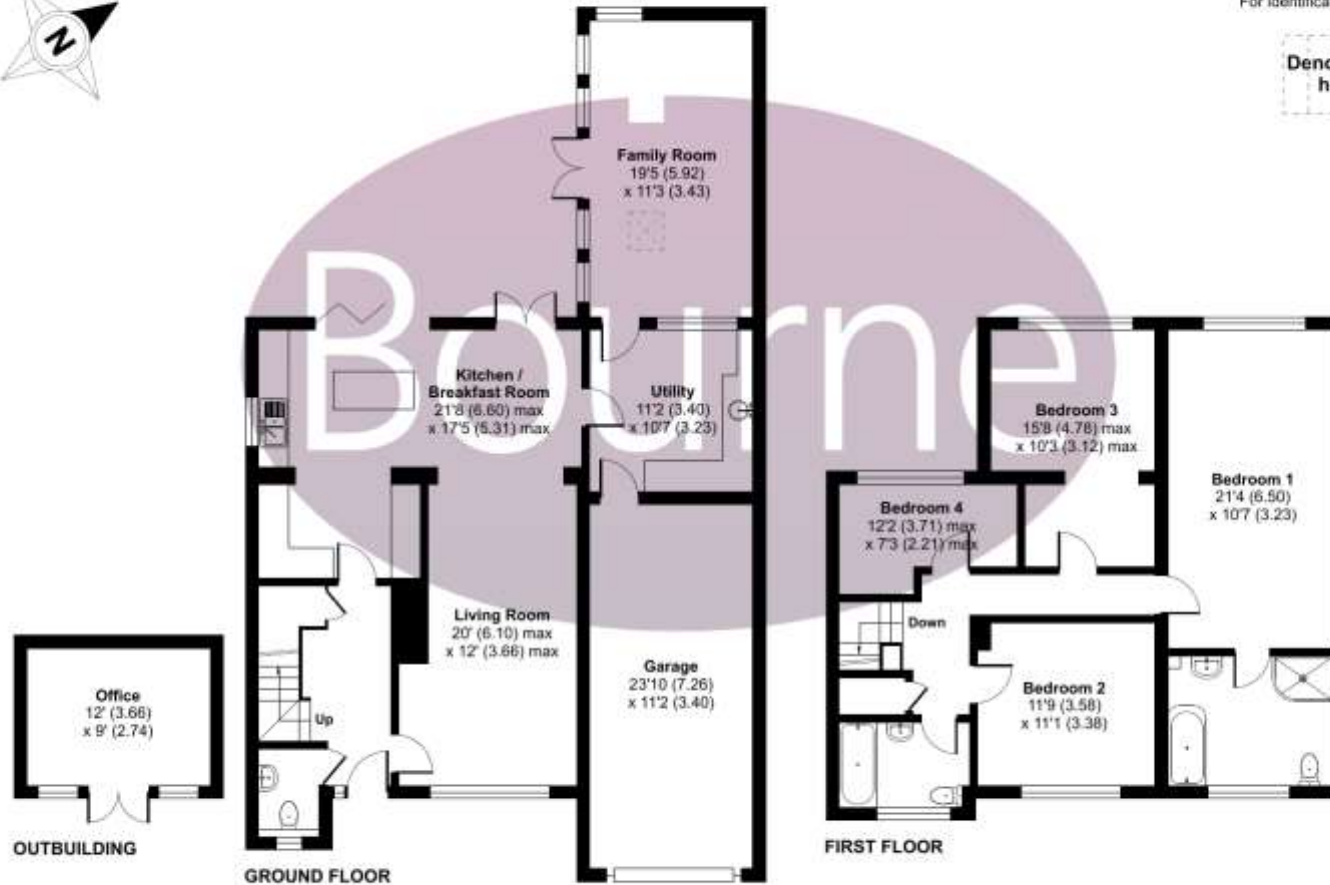 For identifica
N
Deno
h
Bourne
Family Room
19'5 (5.92)
x 11'3 (3.43)
Kitchen /
Breakfast Room
21'8 (6.60) max
x 17'5 (5.31) max
Utility
11'2 (3.40)
x 10'7 (3.23)
Bedroom 3
15'8 (4.78) max
x 10'3 (3.12) max
Bedroom 1
21'4 (6.50)
x 10'7 (3.23)
Bedroom 4
12'2 (3.71) max
x 7'3 (2.21) max
Living Room
20' (6.10) max
x 12' (3.66) max
Down
Garage
23'10 (7.26)
x 11'2 (3.40)
Bedroom 2
11'9 (3.58)
x 11'1 (3.38)
Office
12' (3.66)
x 9' (2.74)
Up
OUTBUILDING
GROUND FLOOR
FIRST FLOOR